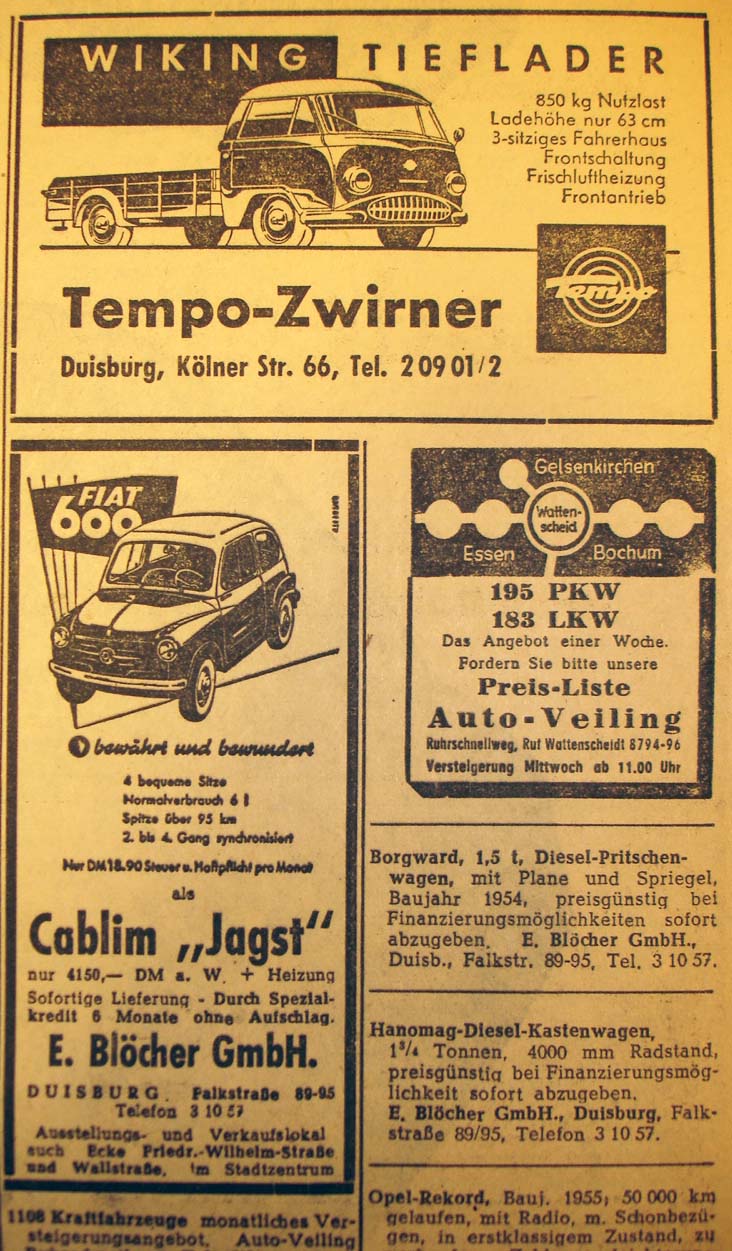 WIKING TIEFLADER
850 kg Nutzlast
Ladehöhe nur 63 cm
3-sitziges Fahrerhaus
Frontschaltung
Frischluftheizung
Frontantrieb
Tempo
Tempo-Zwirner
Duisburg, Kölner Str. 66, Tel. 2 09 01/2
FIAT
600
bewährt und bewundert
4 bequeme Sitze
Normalverbrauch 6 l
Spitze über 95 km
2. bis 4. Gang synchronisiert
Nur DM 18.90 Steuer u. Haftpflicht pro Monat
als
Cablim „Jagst“
nur 4150,— DM a. W. + Heizung
Sofortige Lieferung - Durch Spezial-
kredit 6 Monate ohne Aufschlag.
E. Blöcher GmbH.
DUISBURG, Falkstraße 89-95
Telefon 3 10 57
Ausstellungs- und Verkaufslokal
auch Ecke Friedr.-Wilhelm-Straße
und Wallstraße, im Stadtzentrum
1108 Kraftfahrzeuge monatliches Ver-
steigerungsangebot, Auto-Veiling
Gelsenkirchen
Watten-
scheid
Essen Bochum
195 PKW
183 LKW
Das Angebot einer Woche.
Fordern Sie bitte unsere
Preis-Liste
Auto-Veiling
Ruhrschnellweg, Ruf Wattenscheidt 8794-96
Versteigerung Mittwoch ab 11.00 Uhr
Borgward, 1,5 t, Diesel-Pritschen-
wagen, mit Plane und Spriegel,
Baujahr 1954, preisgünstig bei
Finanzierungsmöglichkeiten sofort
abzugeben. E. Blöcher GmbH.,
Duisb., Falkstr. 89-95, Tel. 3 10 57.
Hanomag-Diesel-Kastenwagen,
1³/₄ Tonnen, 4000 mm Radstand,
preisgünstig bei Finanzierungsmög-
lichkeit sofort abzugeben.
E. Blöcher GmbH., Duisburg, Falk-
straße 89/95, Telefon 3 10 57.
Opel-Rekord, Bauj. 1955, 50 000 km
gelaufen, mit Radio, m. Schonbezü-
gen, in erstklassigem Zustand, zu